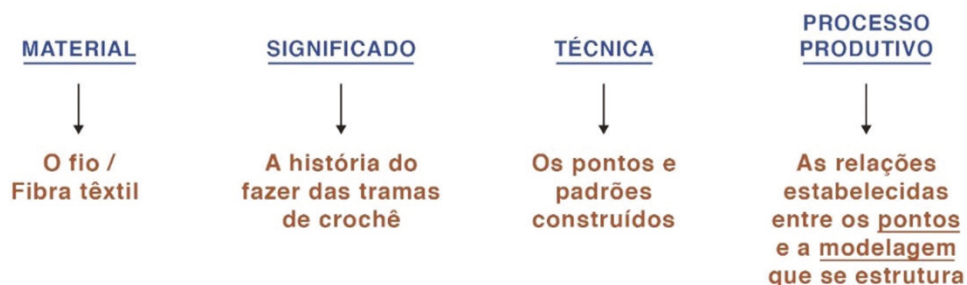 MATERIAL
O fio /
Fibra têxtil
SIGNIFICADO
A história do
fazer das tramas
de crochê
TÉCNICA
Os pontos e
padrões
construídos
PROCESSO
PRODUTIVO
As relações
estabelecidas
entre os pontos
e a modelagem
que se estrutura